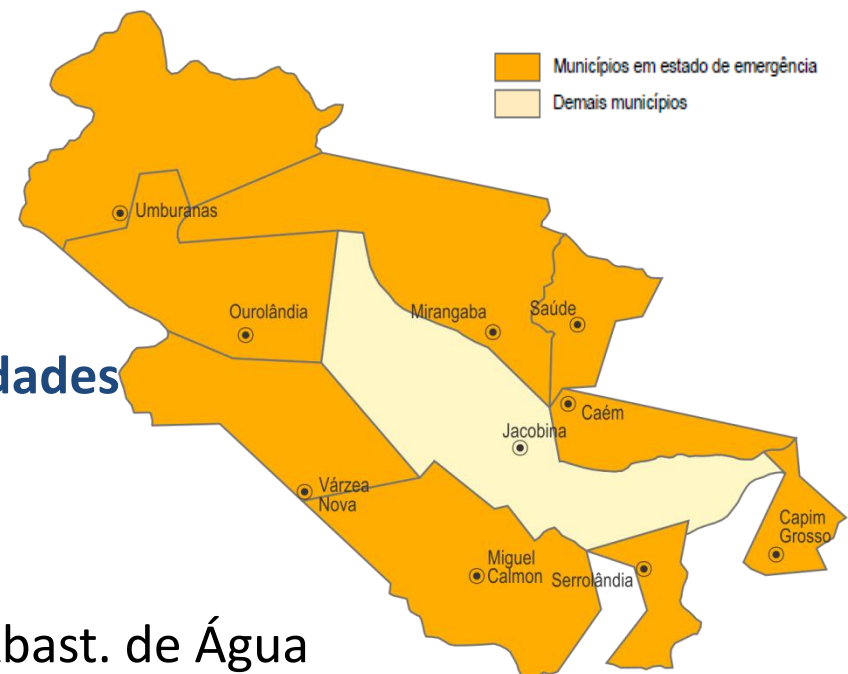 Municípios em estado de emergência
Demais municípios
Umburanas
Ourolândia
Mirangaba
Saúde
dades
Caém
Jacobina
Várzea
Nova
Capim
Grosso
Miguel
Calmon
Serrolândia
bast. de Água